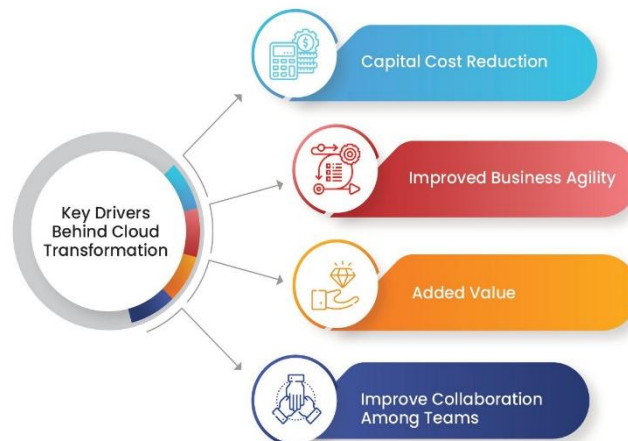 Key Drivers
Behind Cloud
Transformation
Capital Cost Reduction
Improved Business Agility
Added Value
Improve Collaboration
Among Teams